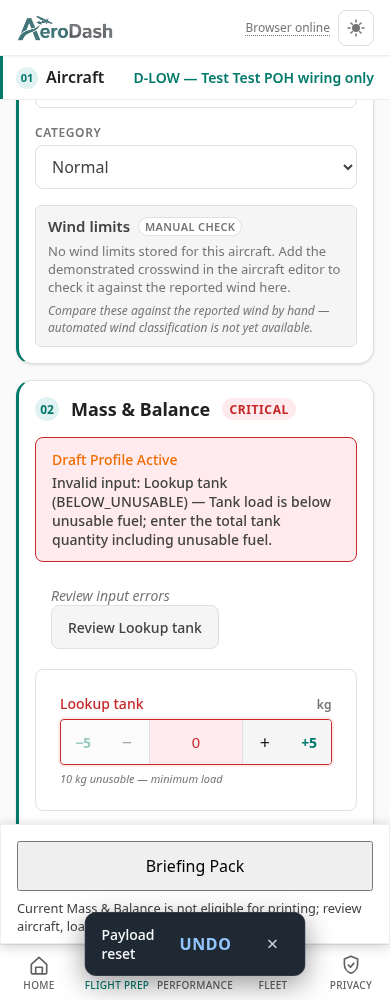 AeroDash
Browser online
01 Aircraft
D-LOW — Test Test POH wiring only
CATEGORY
Normal
Wind limits MANUAL CHECK
No wind limits stored for this aircraft. Add the
demonstrated crosswind in the aircraft editor to
check it against the reported wind here.
Compare these against the reported wind by hand —
automated wind classification is not yet available.
02 Mass & Balance CRITICAL
Draft Profile Active
Invalid input: Lookup tank
(BELOW_UNUSABLE) — Tank load is below
unusable fuel; enter the total tank
quantity including unusable fuel.
Review Input errors
Review Lookup tank
Lookup tank kg
−5 − 0 + +5
10 kg unusable — minimum load
Briefing Pack
Current Mass & Balance is not eligible for printing; review
aircraft, loa
Payload
reset
UNDO ×
HOME FLIGHT PREP PERFORMANCE FLEET PRIVACY